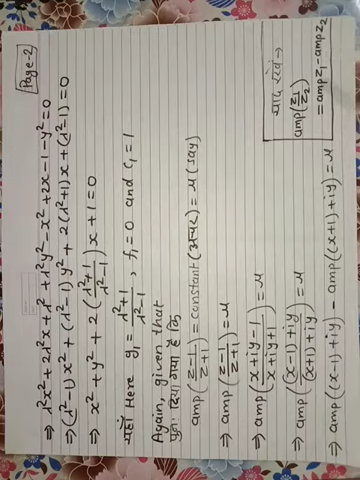 Page-2
⇒ λ²x² + 2λ²x + λ² + λ²y² - x² + 2x - 1 - y² = 0
⇒ (λ²-1)x² + (λ²-1)y² + 2(λ²+1)x + (λ²-1) = 0
⇒ x² + y² + 2(λ²+1/λ²-1)x + 1 = 0
यहाँ Here g₁ = λ²+1/λ²-1, f₁ = 0 and c₁ = 1
Again, given that
पुनः दिया गया है कि
amp(z-1/z+1) = constant (अचर) = μ (say)
⇒ amp(z-1/z+1) = μ
⇒ amp(x+iy-1/x+iy+1) = μ
⇒ amp((x-1)+iy/(x+1)+iy) = μ
⇒ amp((x-1)+iy) - amp((x+1)+iy) = μ
याद रखें →
amp(z₁/z₂)
= amp z₁ - amp z₂